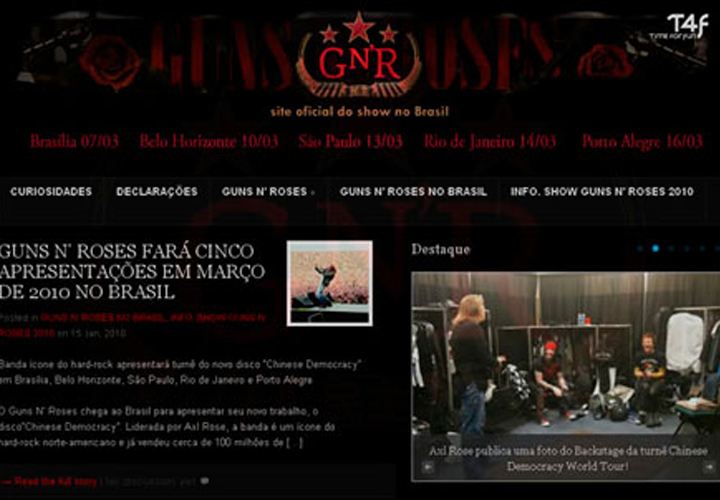 GUNS ROSES
GN'R
T4f
TIME FOR FUN
site oficial do show no Brasil
Brasília 07/03 Belo Horizonte 10/03 São Paulo 13/03 Rio de Janeiro 14/03 Porto Alegre 16/03
CURIOSIDADES DECLARAÇÕES GUNS N' ROSES GUNS N' ROSES NO BRASIL INFO. SHOW GUNS N' ROSES 2010
GUNS N' ROSES FARÁ CINCO
APRESENTAÇÕES EM MARÇO
DE 2010 NO BRASIL
Posted in GUNS N' ROSES NO BRASIL, INFO. SHOW GUNS N'
ROSES 2010 on 15. jan, 2010
Banda ícone do hard-rock apresentará turnê do novo disco "Chinese Democracy"
em Brasília, Belo Horizonte, São Paulo, Rio de Janeiro e Porto Alegre
O Guns N' Roses chega ao Brasil para apresentar seu novo trabalho, o
disco"Chinese Democracy". Liderada por Axl Rose, a banda é um ícone do
hard-rock norte-americano e já vendeu cerca de 100 milhões de [...]
→ Read the full story
Destaque
Axl Rose publica uma foto do Backstage da turnê Chinese
Democracy World Tour!